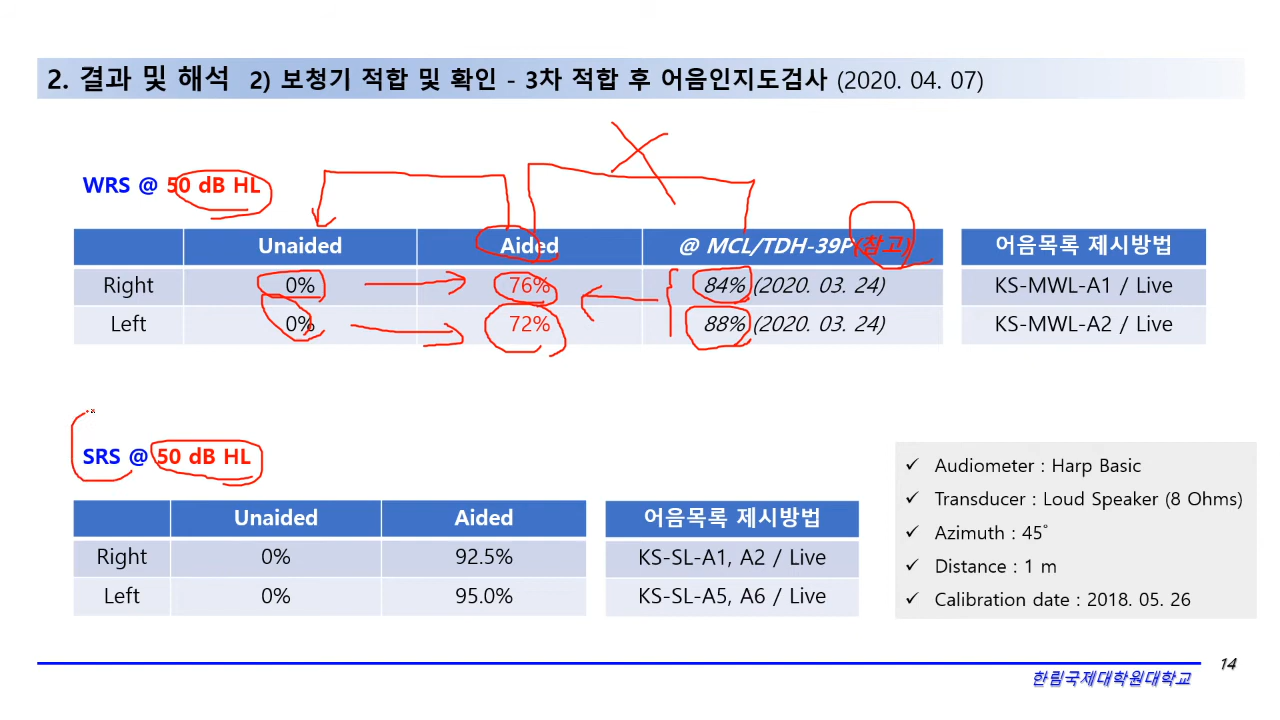 2. 결과 및 해석 2) 보청기 적합 및 확인 - 3차 적합 후 어음인지도검사 (2020. 04. 07)
WRS @ 50 dB HL
Unaided Aided @ MCL/TDH-39P(참고) 어음목록 제시방법
Right 0% 76% 84% (2020. 03. 24) KS-MWL-A1 / Live
Left 0% 72% 88% (2020. 03. 24) KS-MWL-A2 / Live
SRS @ 50 dB HL
Unaided Aided 어음목록 제시방법
Right 0% 92.5% KS-SL-A1, A2 / Live
Left 0% 95.0% KS-SL-A5, A6 / Live
✓ Audiometer : Harp Basic
✓ Transducer : Loud Speaker (8 Ohms)
✓ Azimuth : 45˚
✓ Distance : 1 m
✓ Calibration date : 2018. 05. 26
14
한림국제대학원대학교